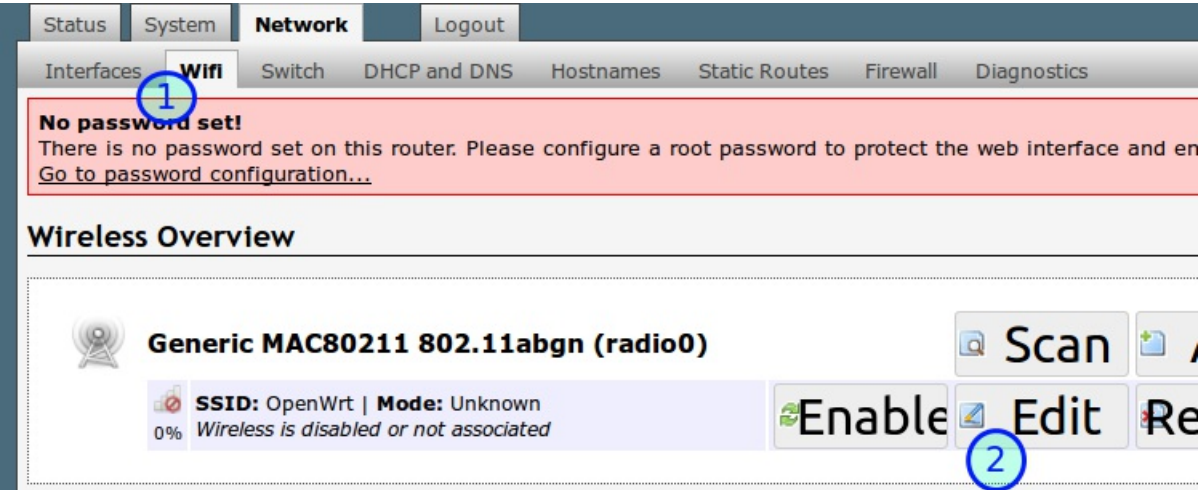 Status System Network Logout
Interfaces Wifi Switch DHCP and DNS Hostnames Static Routes Firewall Diagnostics
1
No password set!
There is no password set on this router. Please configure a root password to protect the web interface and en
Go to password configuration...
Wireless Overview
Generic MAC80211 802.11abgn (radio0) Scan
SSID: OpenWrt | Mode: Unknown
0% Wireless is disabled or not associated
Enable Edit Re
2